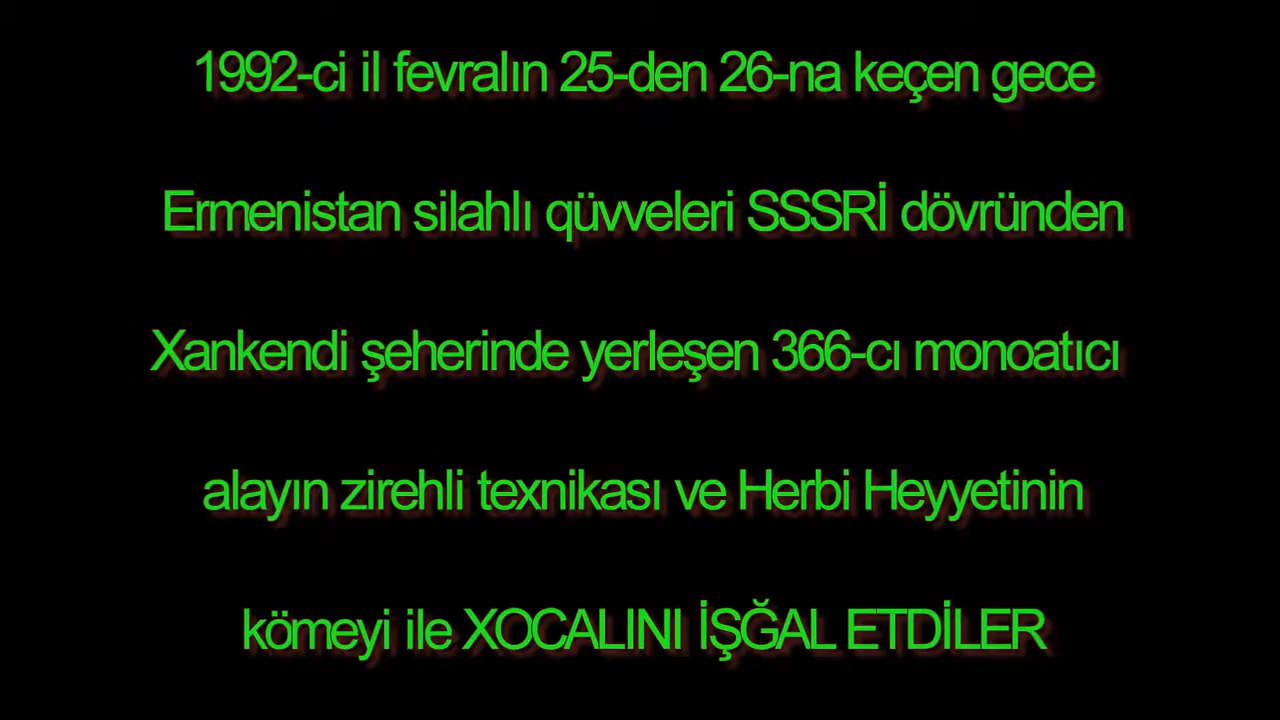 1992-ci il fevralın 25-den 26-na keçen gece
Ermenistan silahlı qüvveleri SSSRİ dövründen
Xankendi şeherinde yerleşen 366-cı monoatıcı
alayın zirehli texnikası ve Herbi Heyyetinin
kömeyi ile XOCALINI İŞĞAL ETDİLER